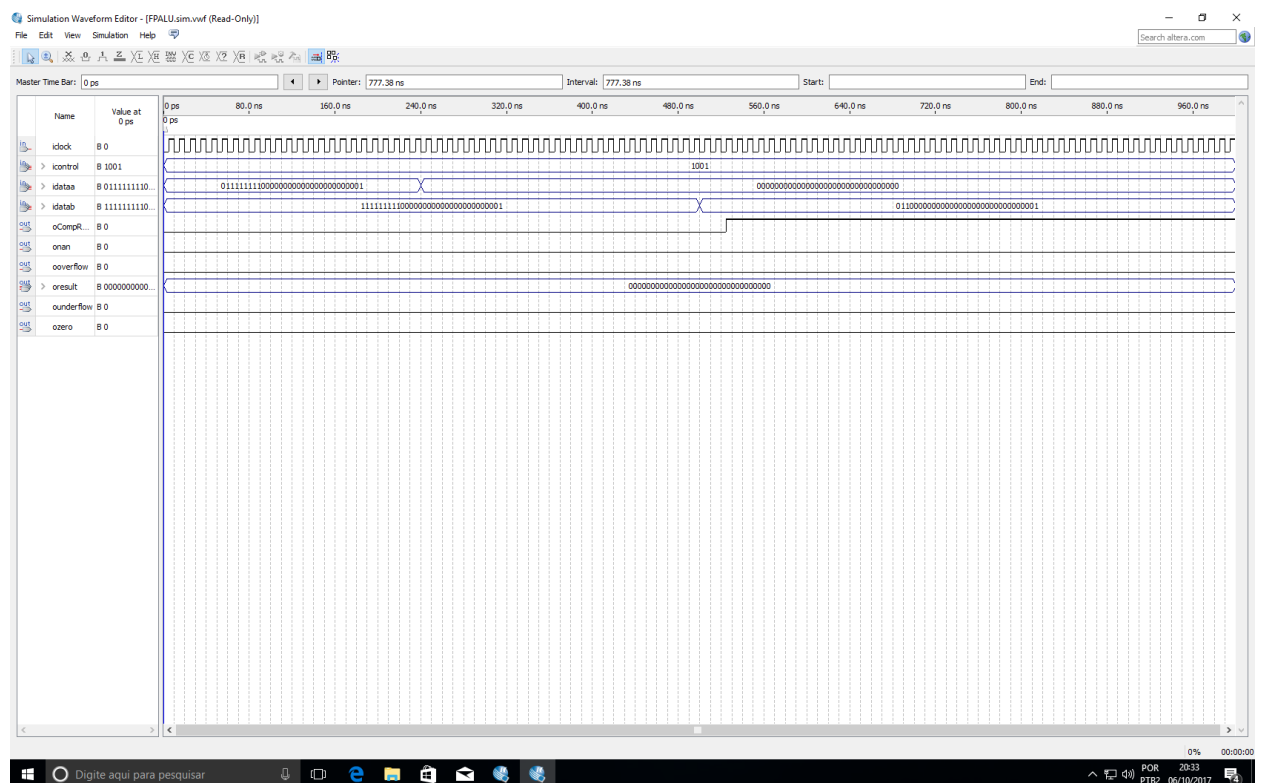 Simulation Waveform Editor - [FPALU.sim.vwf (Read-Only)]
File Edit View Simulation Help
Search altera.com
Master Time Bar: 0 ps Pointer: 777.38 ns Interval: 777.38 ns Start: End:
Name Value at 0 ps
0 ps 80.0 ns 160.0 ns 240.0 ns 320.0 ns 400.0 ns 480.0 ns 560.0 ns 640.0 ns 720.0 ns 800.0 ns 880.0 ns 960.0 ns
0 ps
iclock B 0
icontrol B 1001 1001
idataa B 0111111110... 01111111100000000000000000000001 00000000000000000000000000000000
idatab B 1111111110... 11111111100000000000000000000001 01100000000000000000000000000001
out oCompR... B 0
out onan B 0
out ooverflow B 0
out oresult B 0000000000... 00000000000000000000000000000000
out ounderflow B 0
out ozero B 0
0% 00:00:00
Digite aqui para pesquisar
POR 20:33
PTB2 06/10/2017